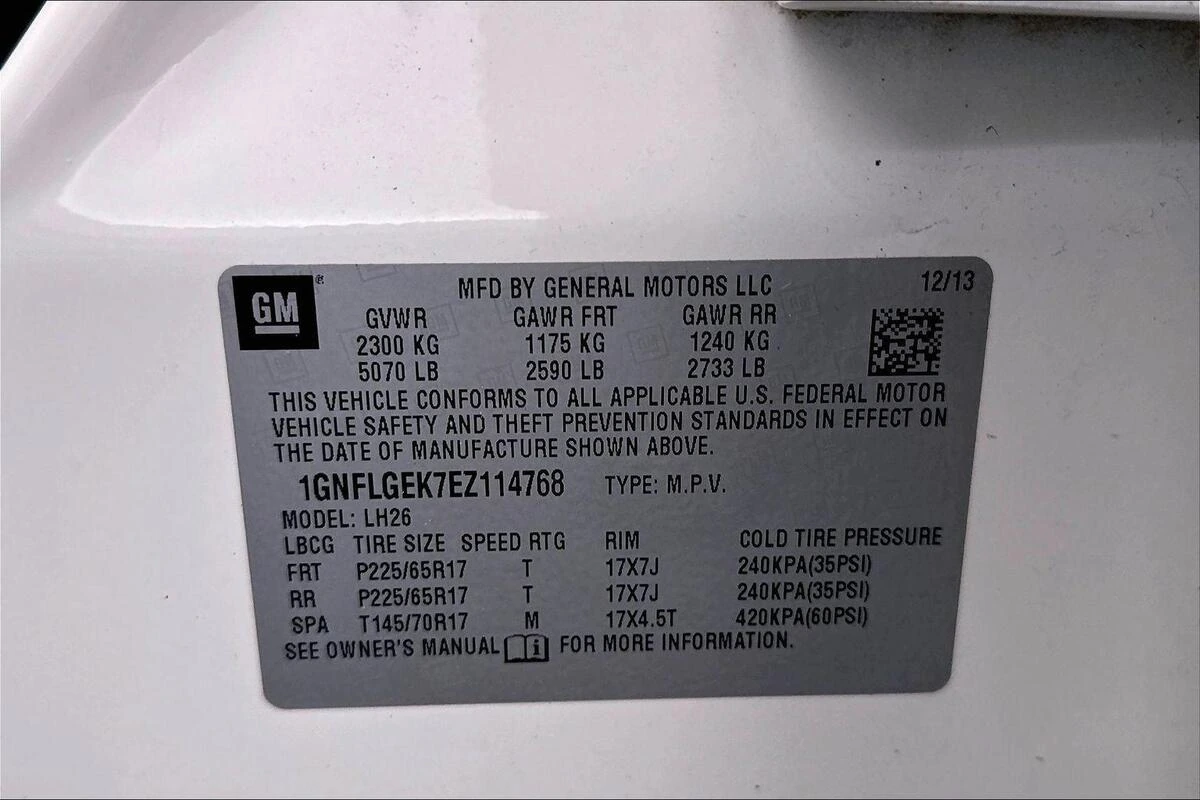 GM ® MFD BY GENERAL MOTORS LLC 12/13
GVWR GAWR FRT GAWR RR
2300 KG 1175 KG 1240 KG
5070 LB 2590 LB 2733 LB
THIS VEHICLE CONFORMS TO ALL APPLICABLE U.S. FEDERAL MOTOR
VEHICLE SAFETY AND THEFT PREVENTION STANDARDS IN EFFECT ON
THE DATE OF MANUFACTURE SHOWN ABOVE.
1GNFLGEK7EZ114768 TYPE: M.P.V.
MODEL: LH26
LBCG TIRE SIZE SPEED RTG RIM COLD TIRE PRESSURE
FRT P225/65R17 T 17X7J 240KPA(35PSI)
RR P225/65R17 T 17X7J 240KPA(35PSI)
SPA T145/70R17 M 17X4.5T 420KPA(60PSI)
SEE OWNER'S MANUAL i FOR MORE INFORMATION.